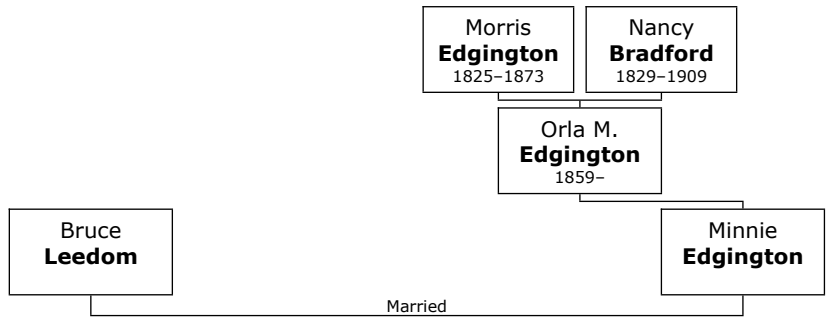 Morris
Edgington
1825–1873
Nancy
Bradford
1829–1909
Orla M.
Edgington
1859–
Bruce
Leedom
Minnie
Edgington
Married